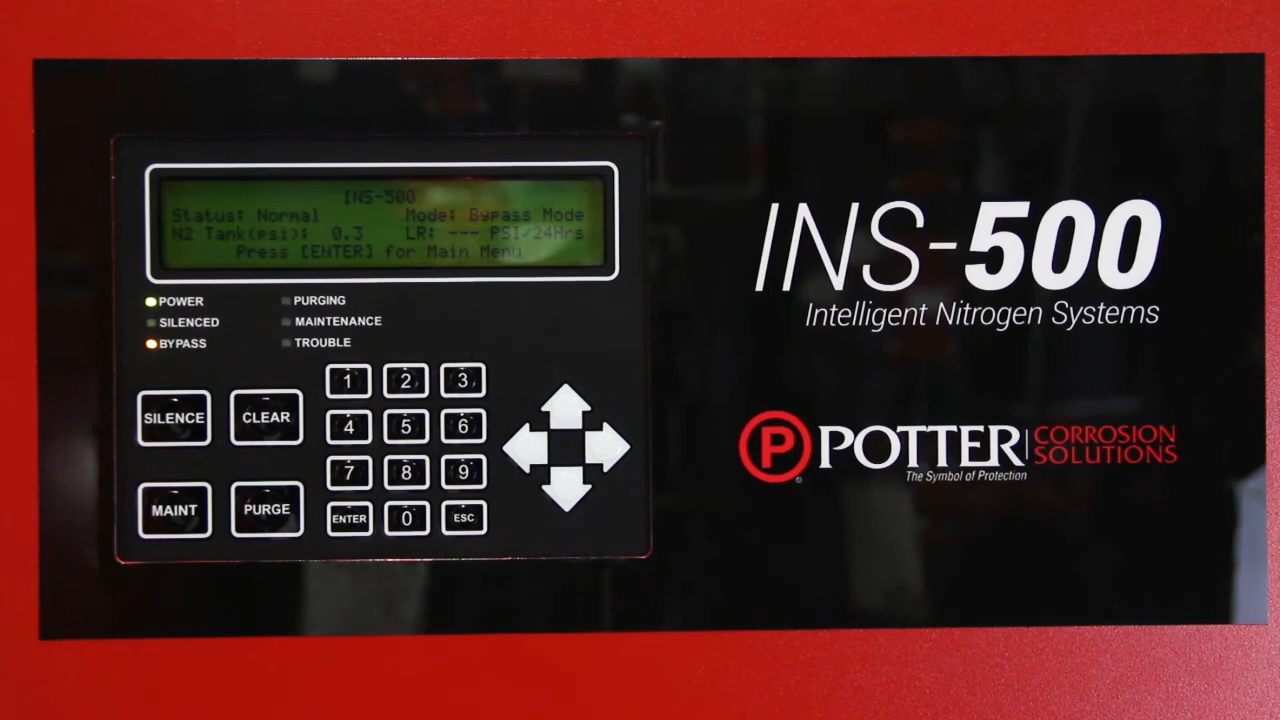 INS-500
Status: Normal Mode: Bypass Mode
N2 Tank(psi): 0.3 LR: --- PSI/24Hrs
Press [ENTER] for Main Menu
POWER PURGING
SILENCED MAINTENANCE
BYPASS TROUBLE
SILENCE CLEAR
MAINT PURGE
1 2 3
4 5 6
7 8 9
ENTER 0 ESC
INS-500
Intelligent Nitrogen Systems
P POTTER CORROSION SOLUTIONS
The Symbol of Protection